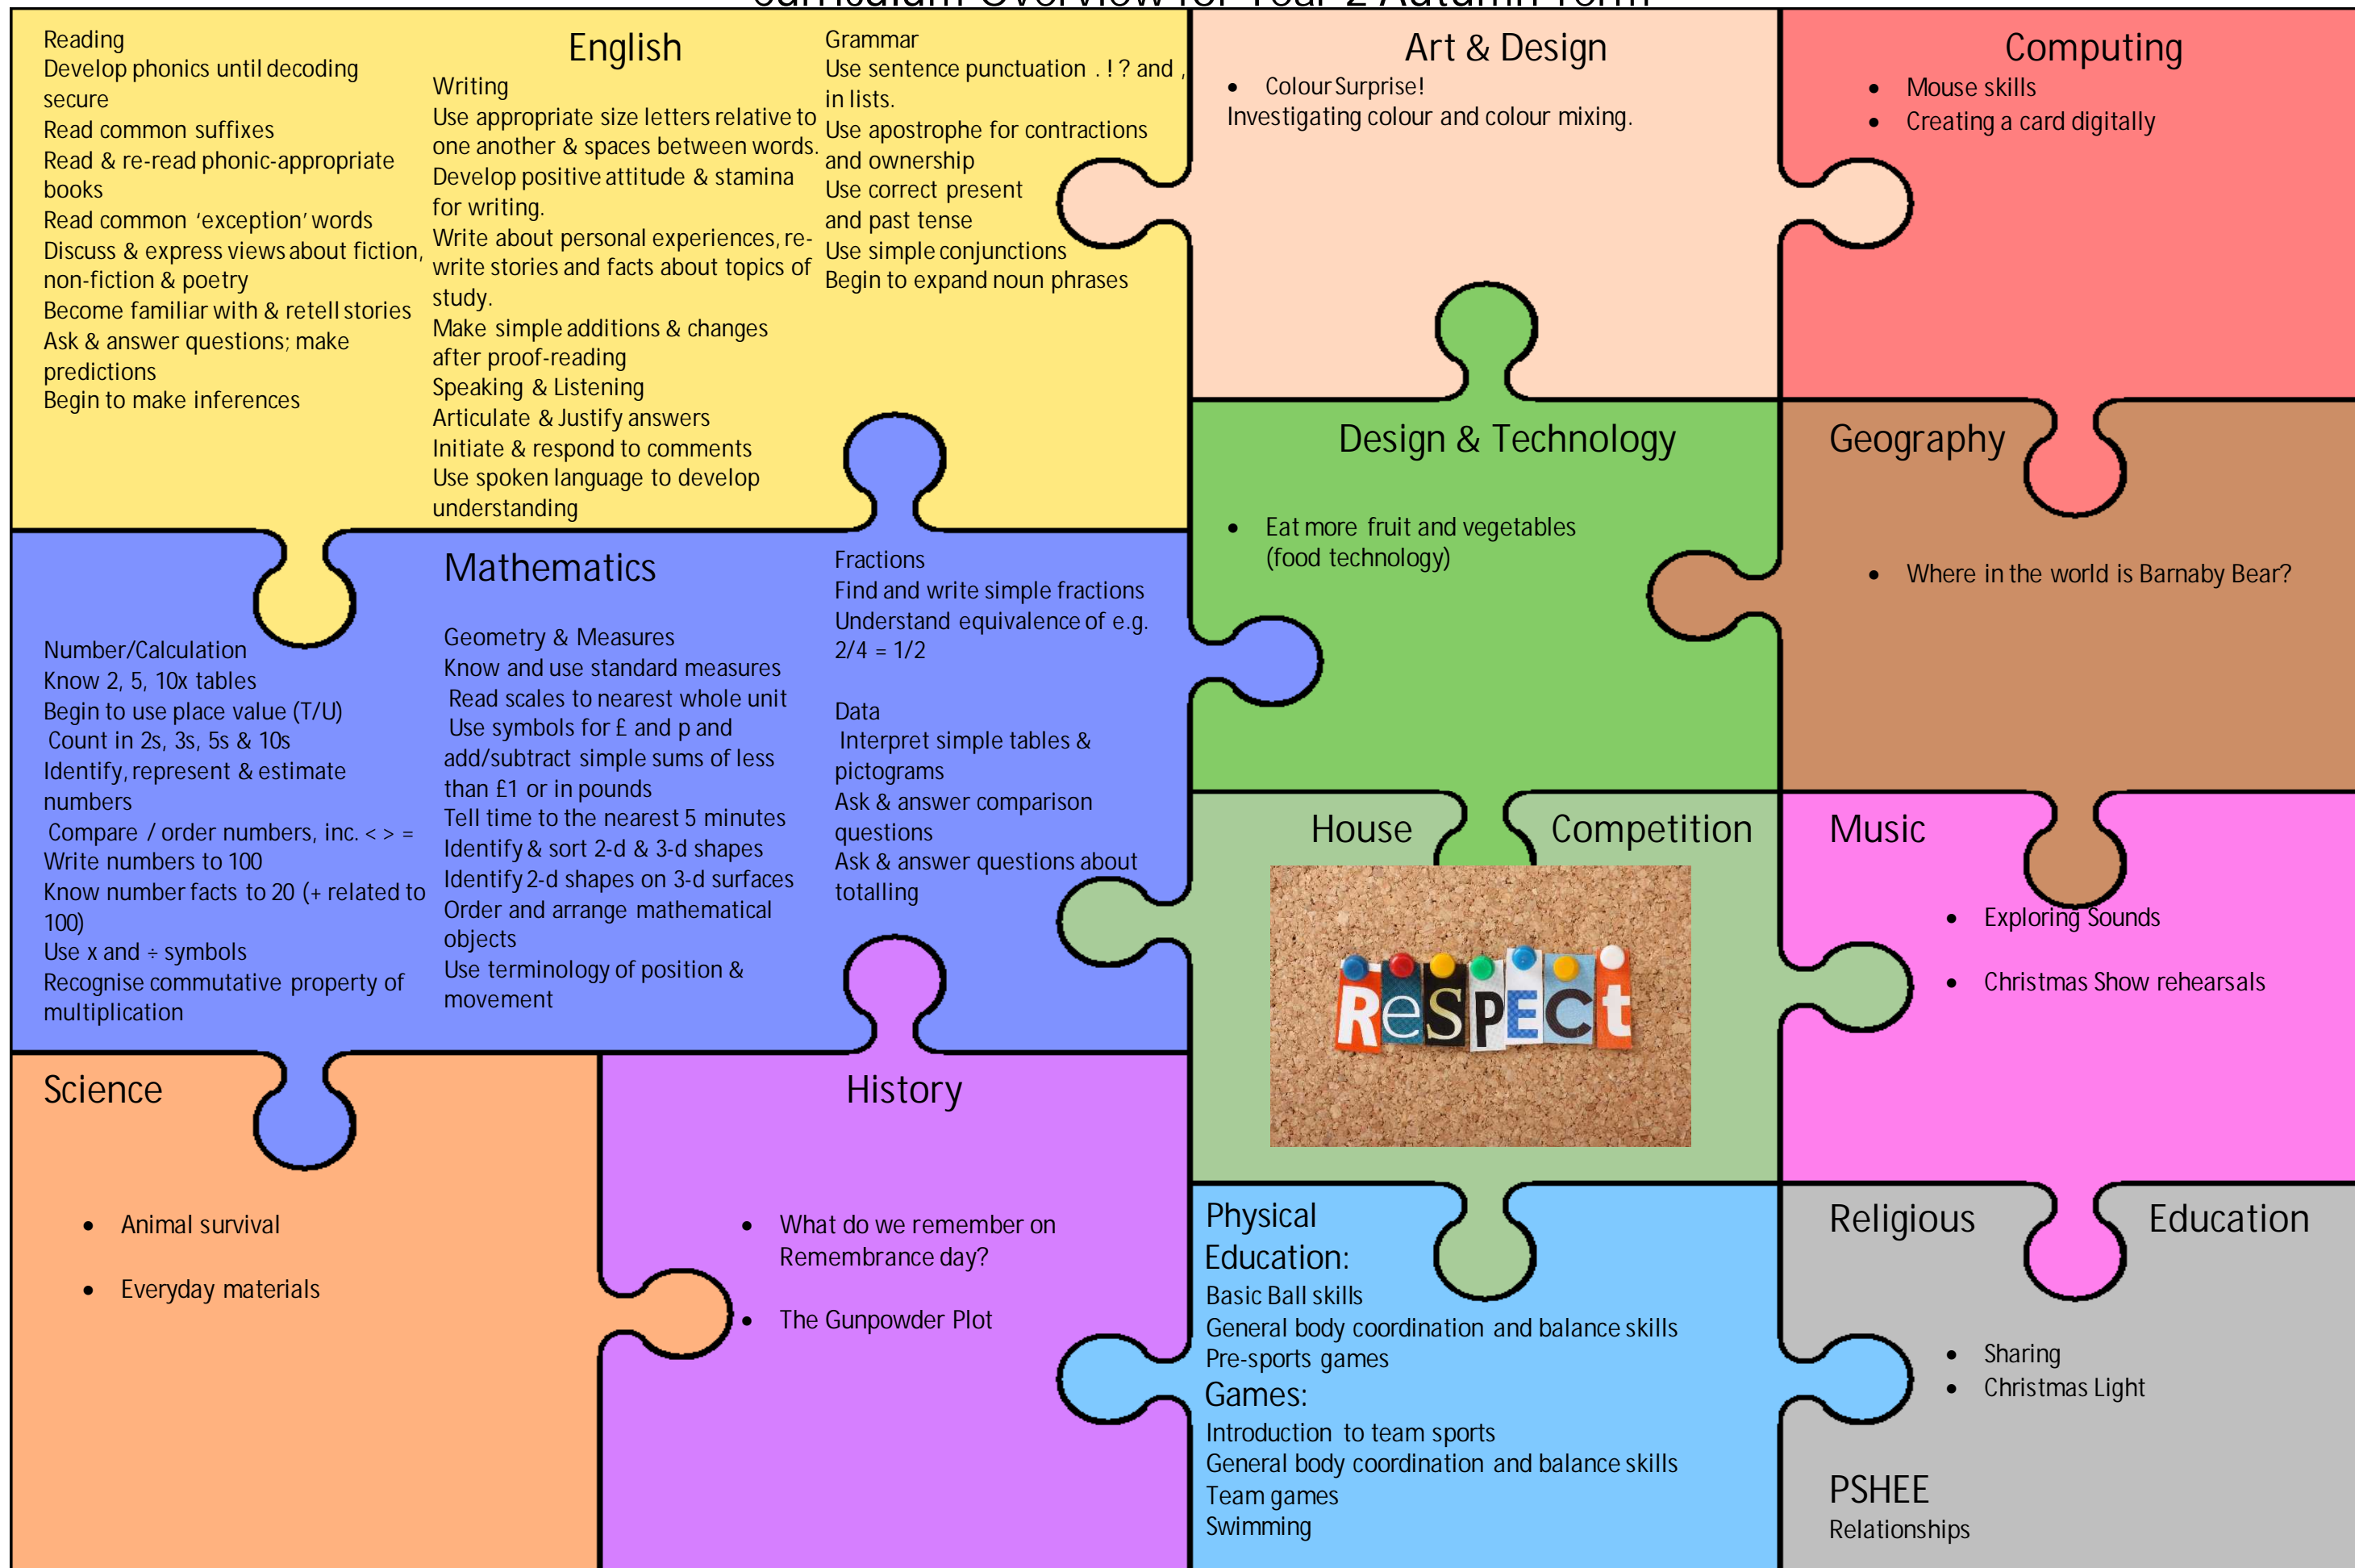 Curriculum Overview for Year 2 Autumn Term
Reading
Develop phonics until decoding
secure
Read common suffixes
Read & re-read phonic-appropriate
books
Read common ‘exception’ words
Discuss & express views about fiction,
non-fiction & poetry
Become familiar with & retell stories
Ask & answer questions; make
predictions
Begin to make inferences
English
Writing
Use appropriate size letters relative to
one another & spaces between words.
Develop positive attitude & stamina
for writing.
Write about personal experiences, re-
write stories and facts about topics of
study.
Make simple additions & changes
after proof-reading
Speaking & Listening
Articulate & Justify answers
Initiate & respond to comments
Use spoken language to develop
understanding
Grammar
Use sentence punctuation . ! ? and ,
in lists.
Use apostrophe for contractions
and ownership
Use correct present
and past tense
Use simple conjunctions
Begin to expand noun phrases
Art & Design
• Colour Surprise!
Investigating colour and colour mixing.
Computing
• Mouse skills
• Creating a card digitally
Mathematics
Number/Calculation
Know 2, 5, 10x tables
Begin to use place value (T/U)
Count in 2s, 3s, 5s & 10s
Identify, represent & estimate
numbers
Compare / order numbers, inc. < > =
Write numbers to 100
Know number facts to 20 (+ related to
100)
Use x and ÷ symbols
Recognise commutative property of
multiplication
Geometry & Measures
Know and use standard measures
Read scales to nearest whole unit
Use symbols for £ and p and
add/subtract simple sums of less
than £1 or in pounds
Tell time to the nearest 5 minutes
Identify & sort 2-d & 3-d shapes
Identify 2-d shapes on 3-d surfaces
Order and arrange mathematical
objects
Use terminology of position &
movement
Fractions
Find and write simple fractions
Understand equivalence of e.g.
2/4 = 1/2
Data
Interpret simple tables &
pictograms
Ask & answer comparison
questions
Ask & answer questions about
totalling
Design & Technology
• Eat more fruit and vegetables
(food technology)
Geography
• Where in the world is Barnaby Bear?
House Competition
ReSPECt
Music
• Exploring Sounds
• Christmas Show rehearsals
Science
• Animal survival
• Everyday materials
History
• What do we remember on
Remembrance day?
• The Gunpowder Plot
Physical
Education:
Basic Ball skills
General body coordination and balance skills
Pre-sports games
Games:
Introduction to team sports
General body coordination and balance skills
Team games
Swimming
Religious Education
• Sharing
• Christmas Light
PSHEE
Relationships